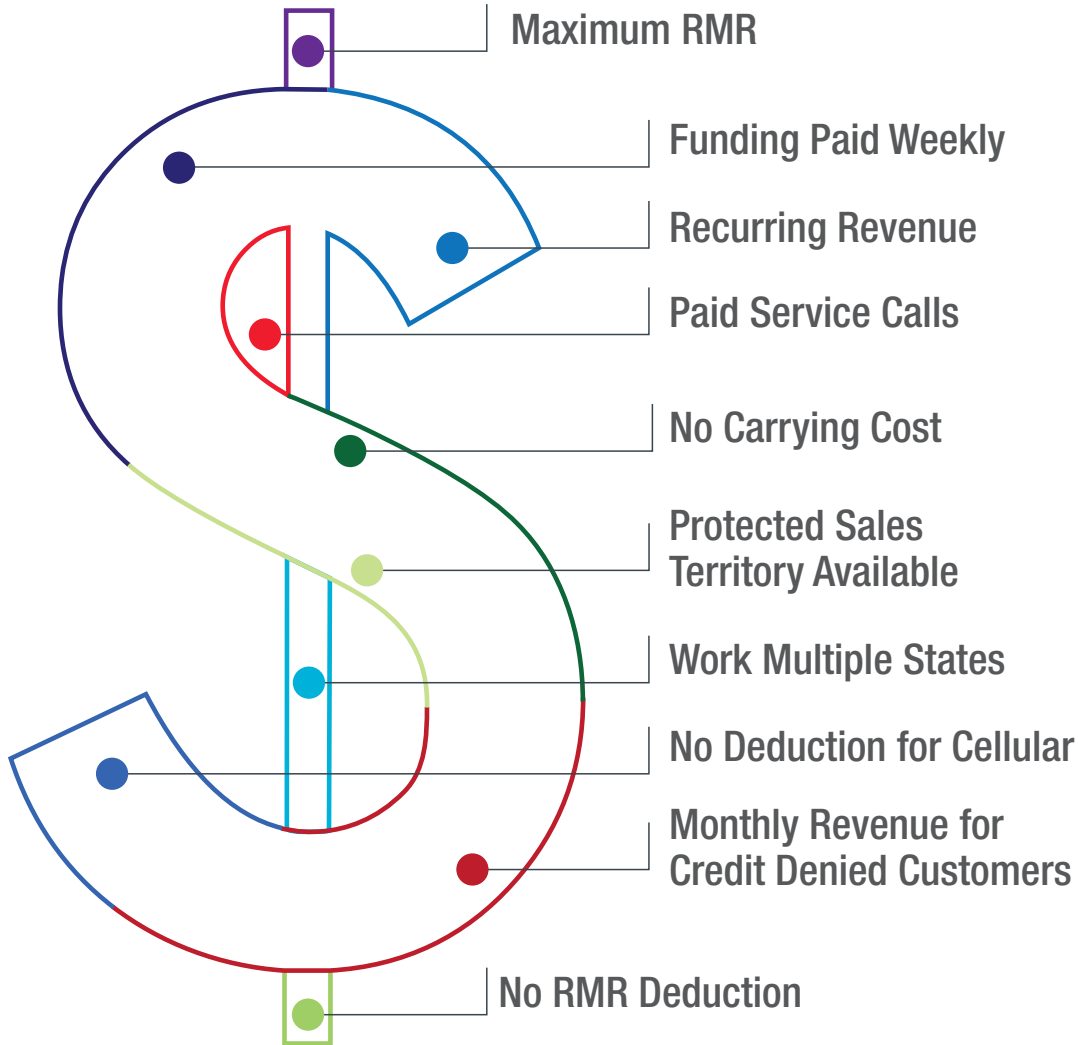 Maximum RMR
Funding Paid Weekly
Recurring Revenue
Paid Service Calls
No Carrying Cost
Protected Sales
Territory Available
Work Multiple States
No Deduction for Cellular
Monthly Revenue for
Credit Denied Customers
No RMR Deduction